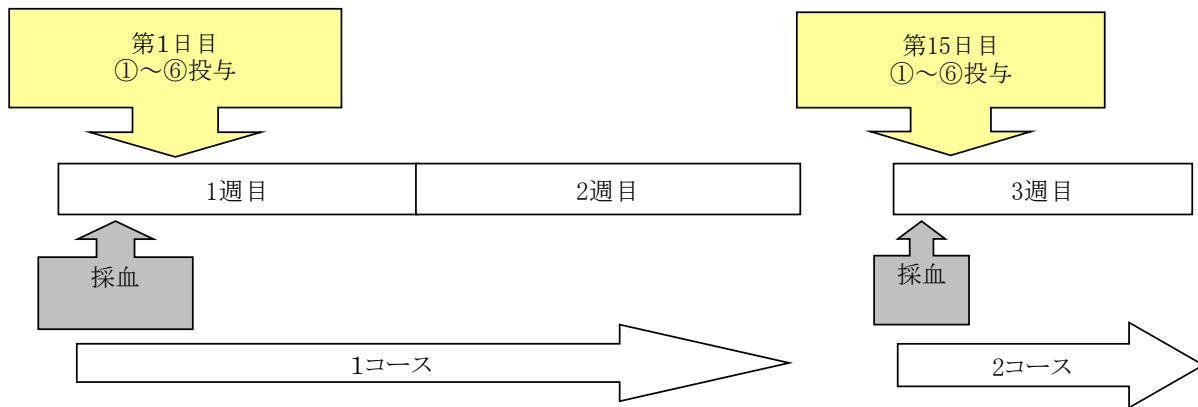 第1日目
①～⑥投与
第15日目
①～⑥投与
1週目
2週目
3週目
採血
採血
1コース
2コース